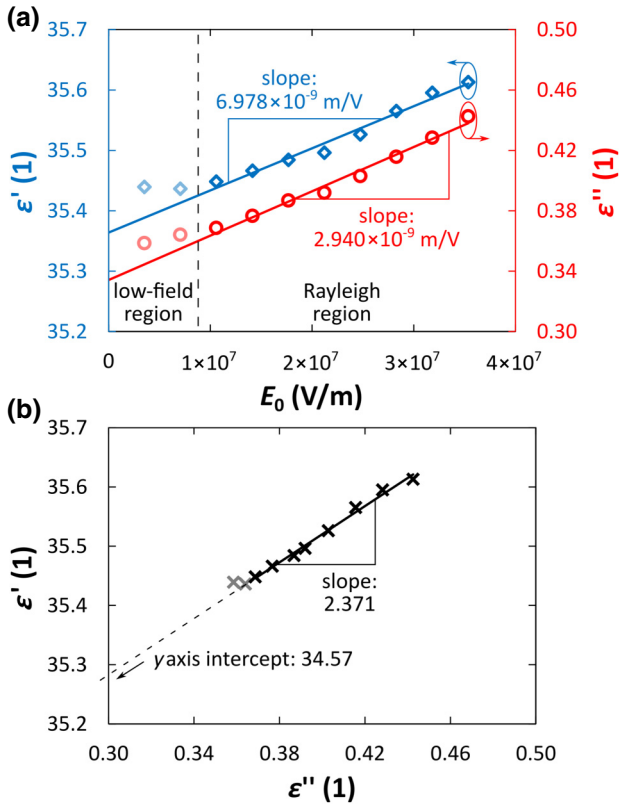 (a)
35.7
35.6
35.5
35.4
35.3
35.2
ε' (1)
0.50
0.46
0.42
0.38
0.34
0.30
ε'' (1)
slope:
6.978×10⁻⁹ m/V
slope:
2.940×10⁻⁹ m/V
low-field
region
Rayleigh
region
0 1×10⁷ 2×10⁷ 3×10⁷ 4×10⁷
E₀ (V/m)
(b)
35.7
35.6
35.5
35.4
35.3
35.2
ε' (1)
slope:
2.371
y axis intercept: 34.57
0.30 0.34 0.38 0.42 0.46 0.50
ε'' (1)